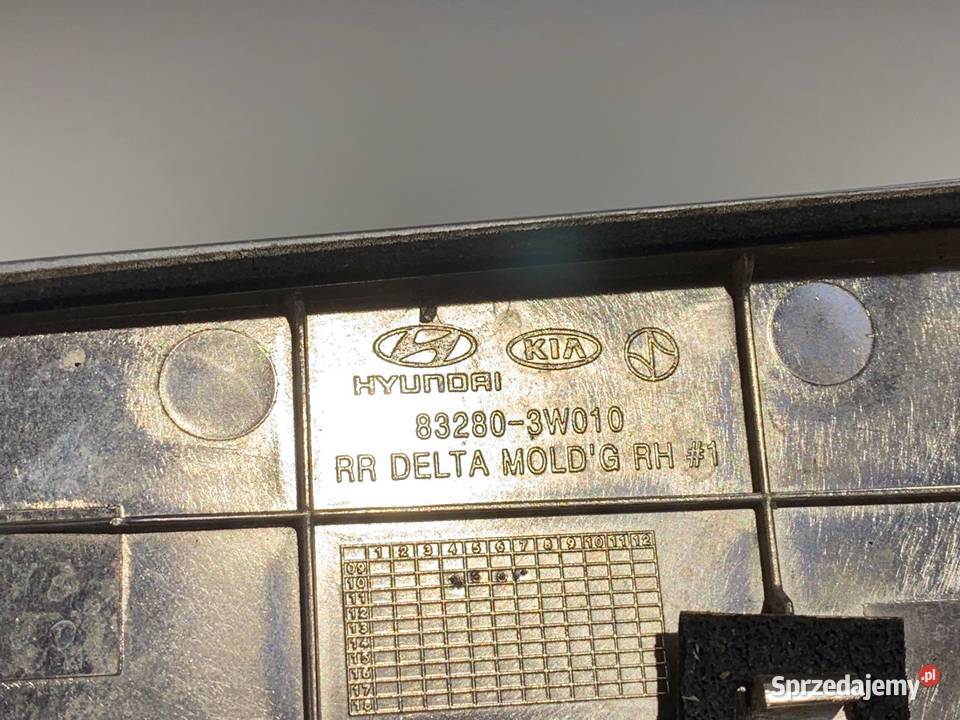 HYUNDAI KIA
83280-3W010
RR DELTA MOLD'G RH #1
1 2 3 4 5 6 7 8 9 10 11 12
09
10
11
12
13
14
15
16
17
18
Sprzedajemy.pl